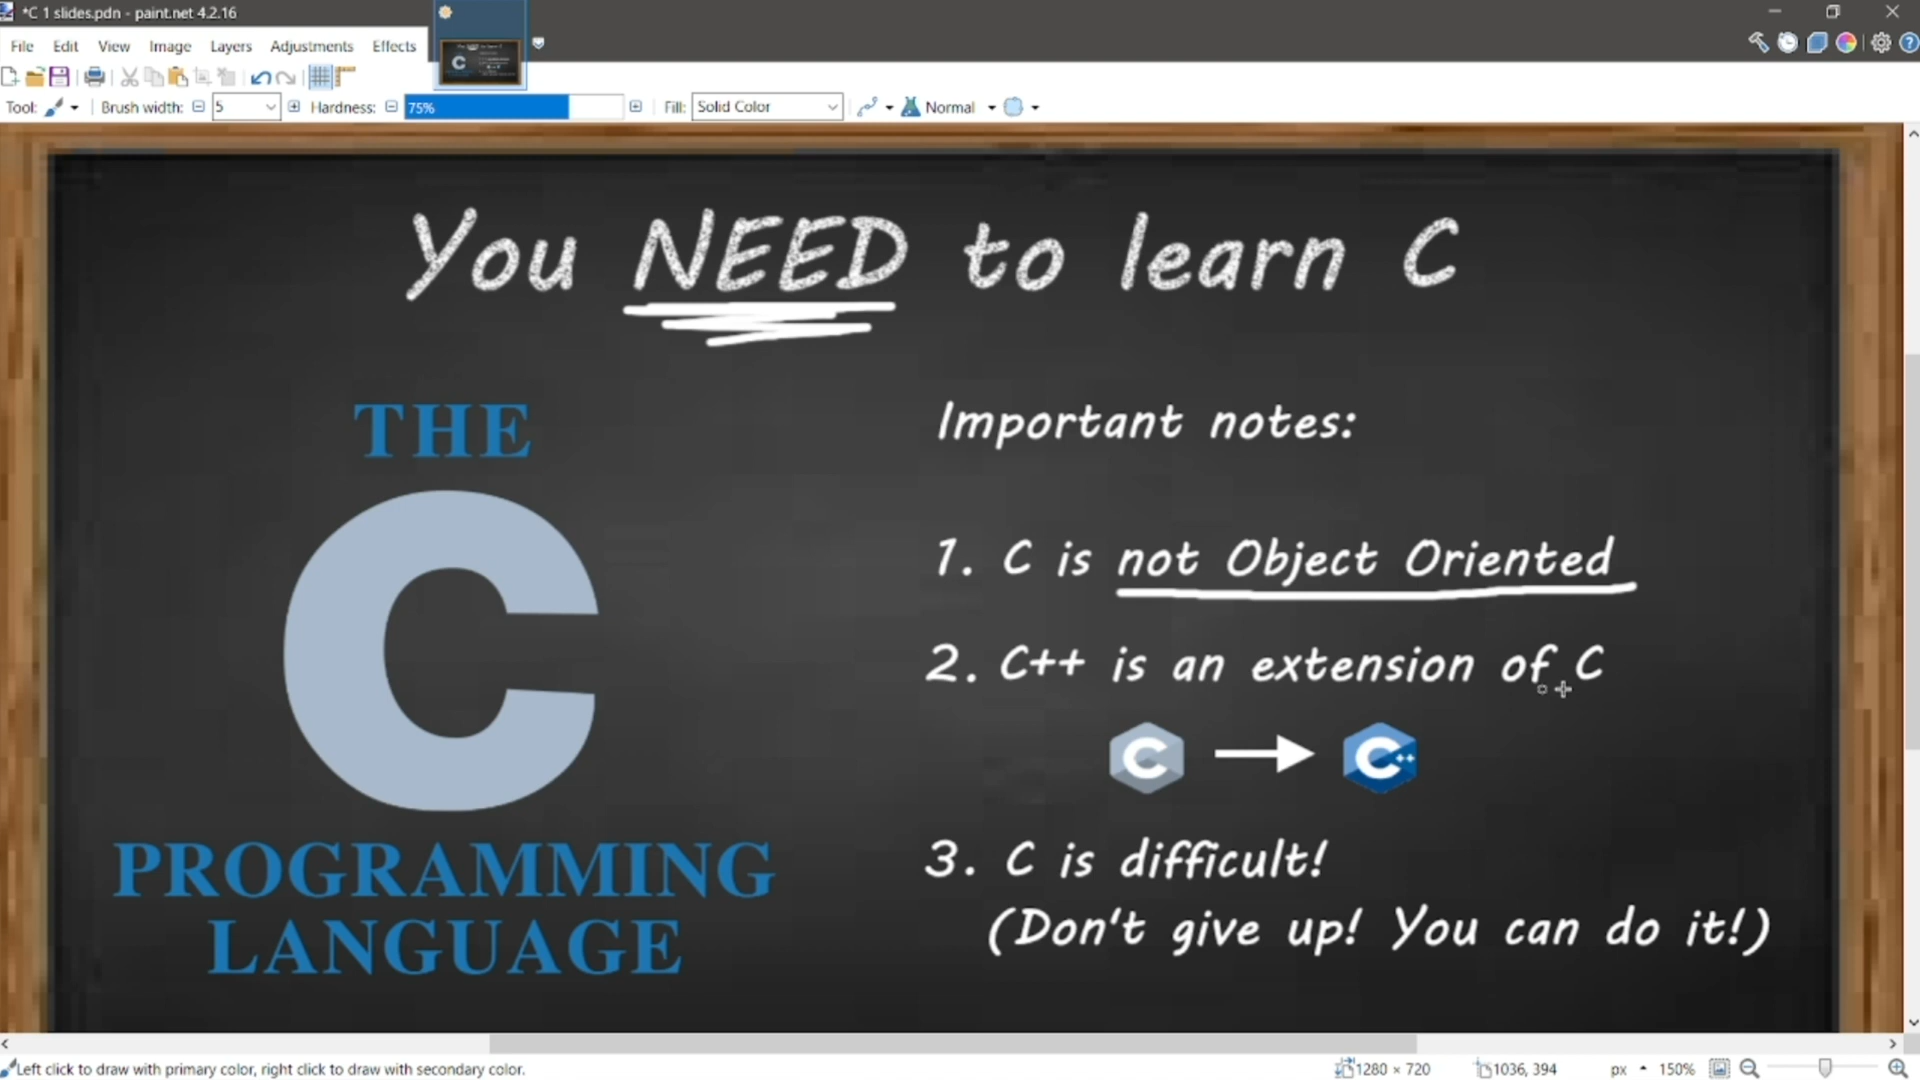 *C 1 slides.pdn - paint.net 4.2.16
File Edit View Image Layers Adjustments Effects
Tool: Brush width: 5 Hardness: 75% Fill: Solid Color Normal
You NEED to learn C
THE
C
PROGRAMMING
LANGUAGE
Important notes:
1. C is not Object Oriented
2. C++ is an extension of C
C C++
3. C is difficult!
(Don't give up! You can do it!)
Left click to draw with primary color, right click to draw with secondary color. 1280 × 720 1036, 394 px 150%